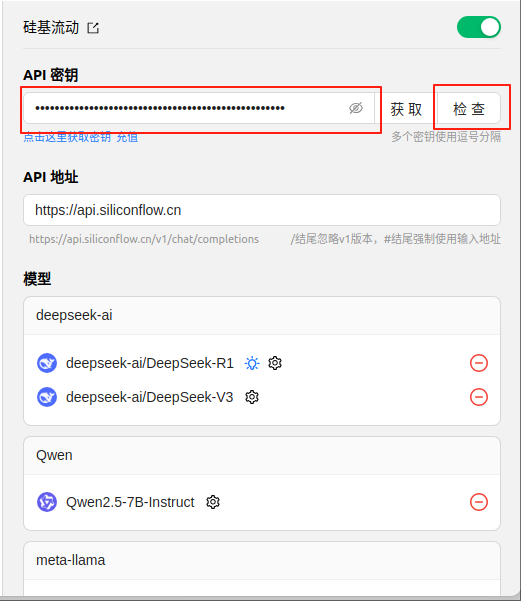 硅基流动
API 密钥
•••••••••••••••••••••••••••••••••••••••••••••••••••
获 取
检 查
点击这里获取密钥 充值
多个密钥使用逗号分隔
API 地址
https://api.siliconflow.cn
https://api.siliconflow.cn/v1/chat/completions
/结尾忽略v1版本，#结尾强制使用输入地址
模型
deepseek-ai
deepseek-ai/DeepSeek-R1
deepseek-ai/DeepSeek-V3
Qwen
Qwen2.5-7B-Instruct
meta-llama